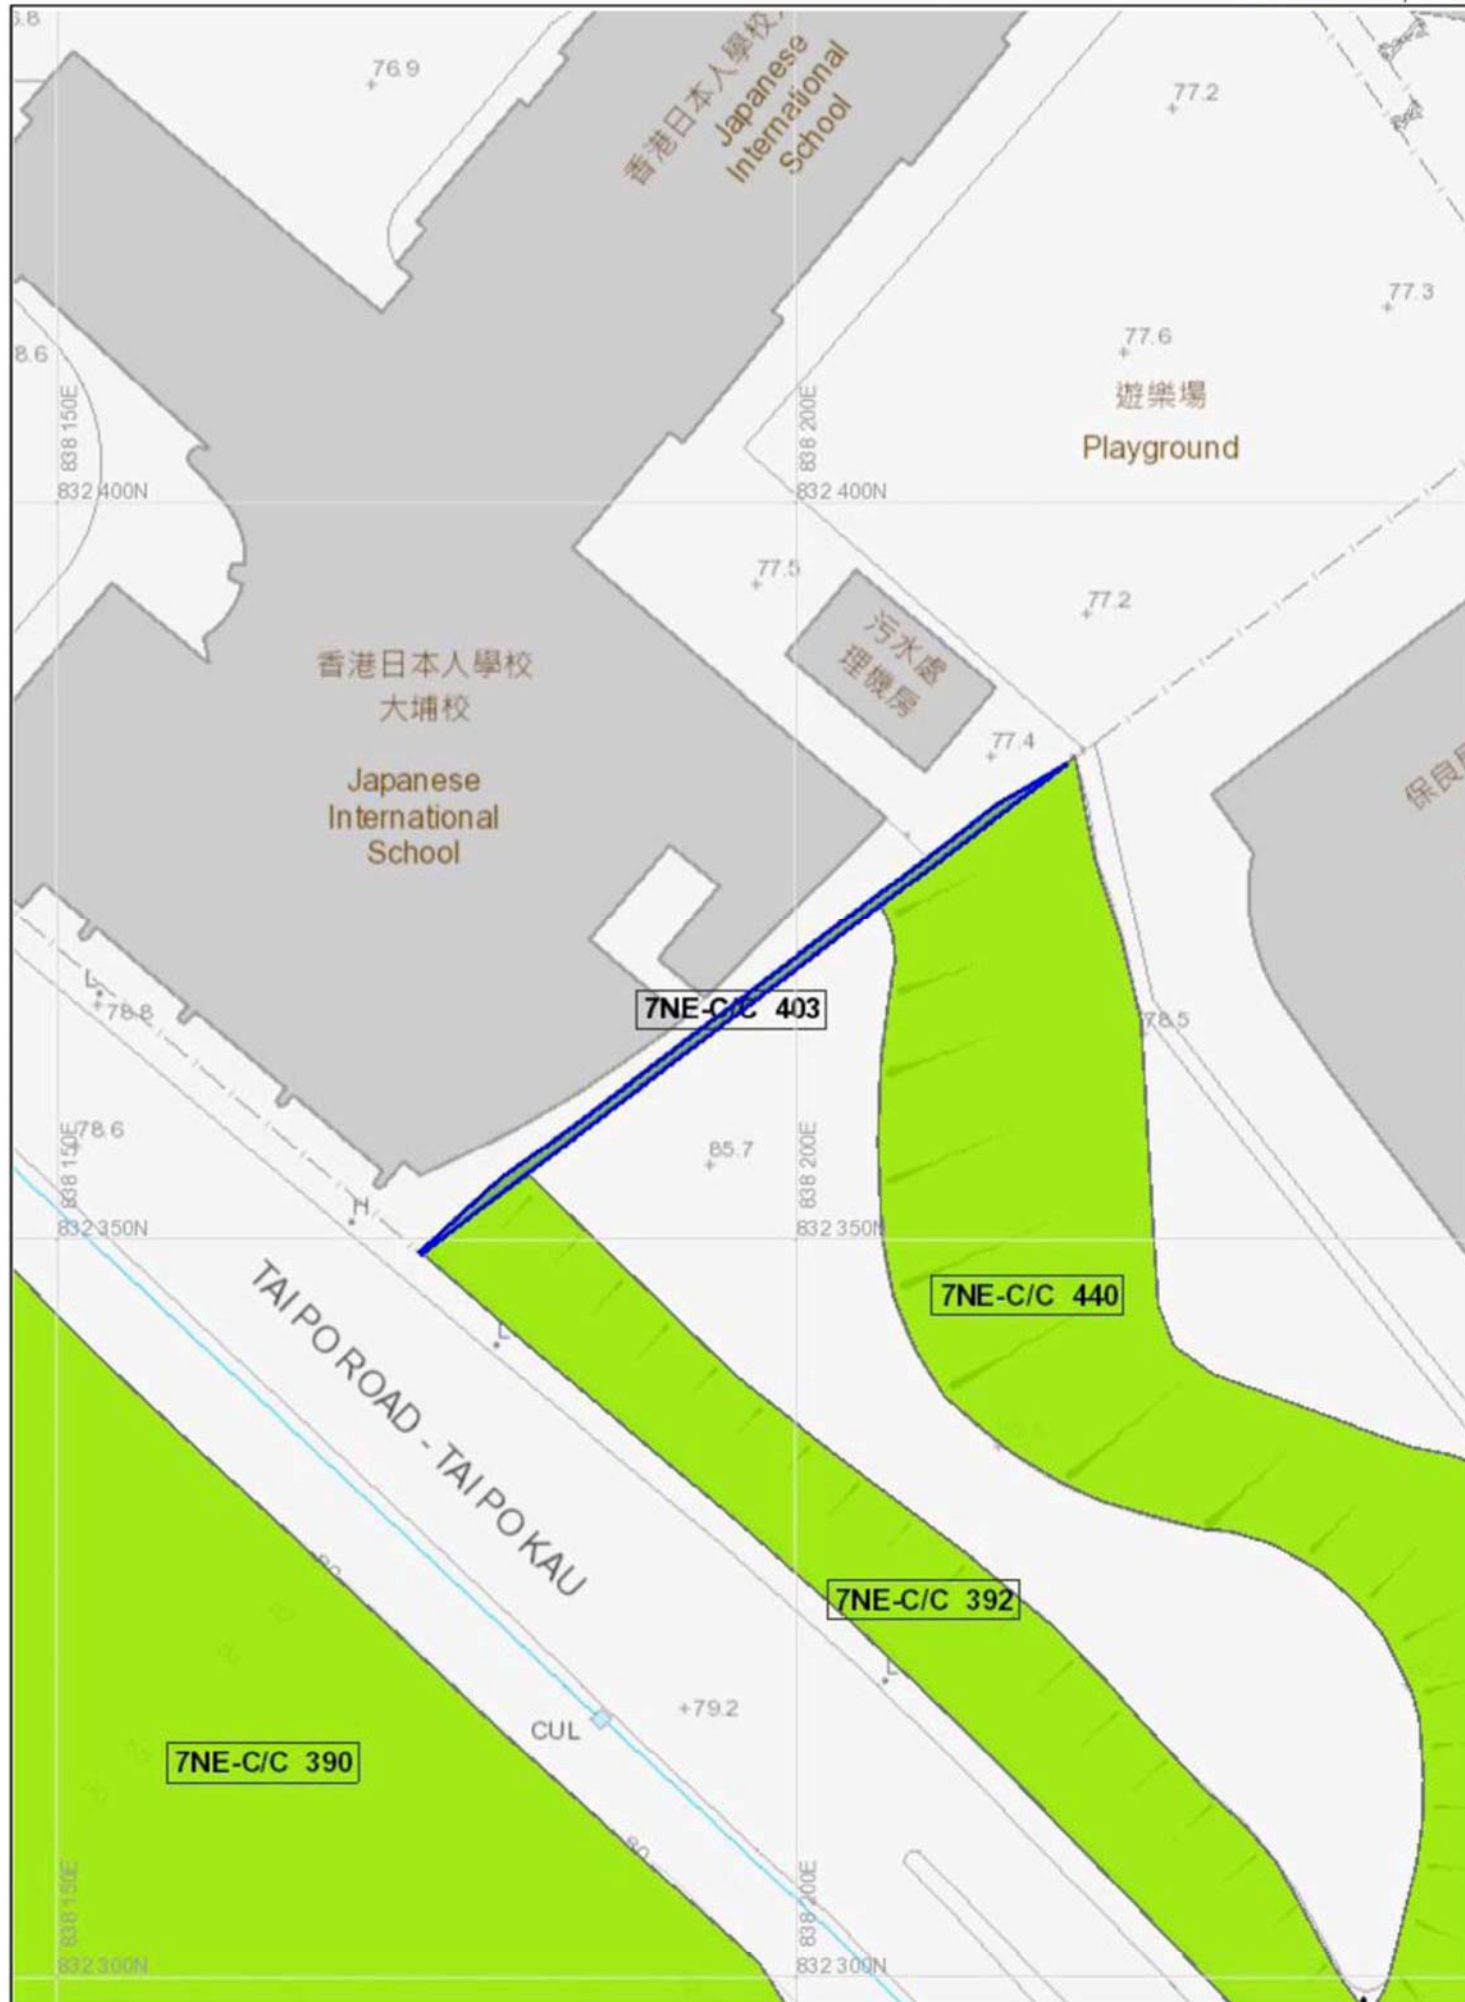 76.9
77.2
香港日本人學校
Japanese
International
School
77.3
77.6
8.6
遊樂場
Playground
838 150E
838 200E
832 400N
832 400N
77.5
77.2
污水處
理機房
香港日本人學校
大埔校
77.4
Japanese
International
School
保良
L
78.8
7NE-C/C 403
78.5
78.6
85.7
838 150E
838 200E
H
832 350N
832 350N
7NE-C/C 440
L
TAI PO ROAD - TAI PO KAU
80
7NE-C/C 392
L
79.2
CUL
7NE-C/C 390
80
838 150E
838 200E
832 300N
832 300N